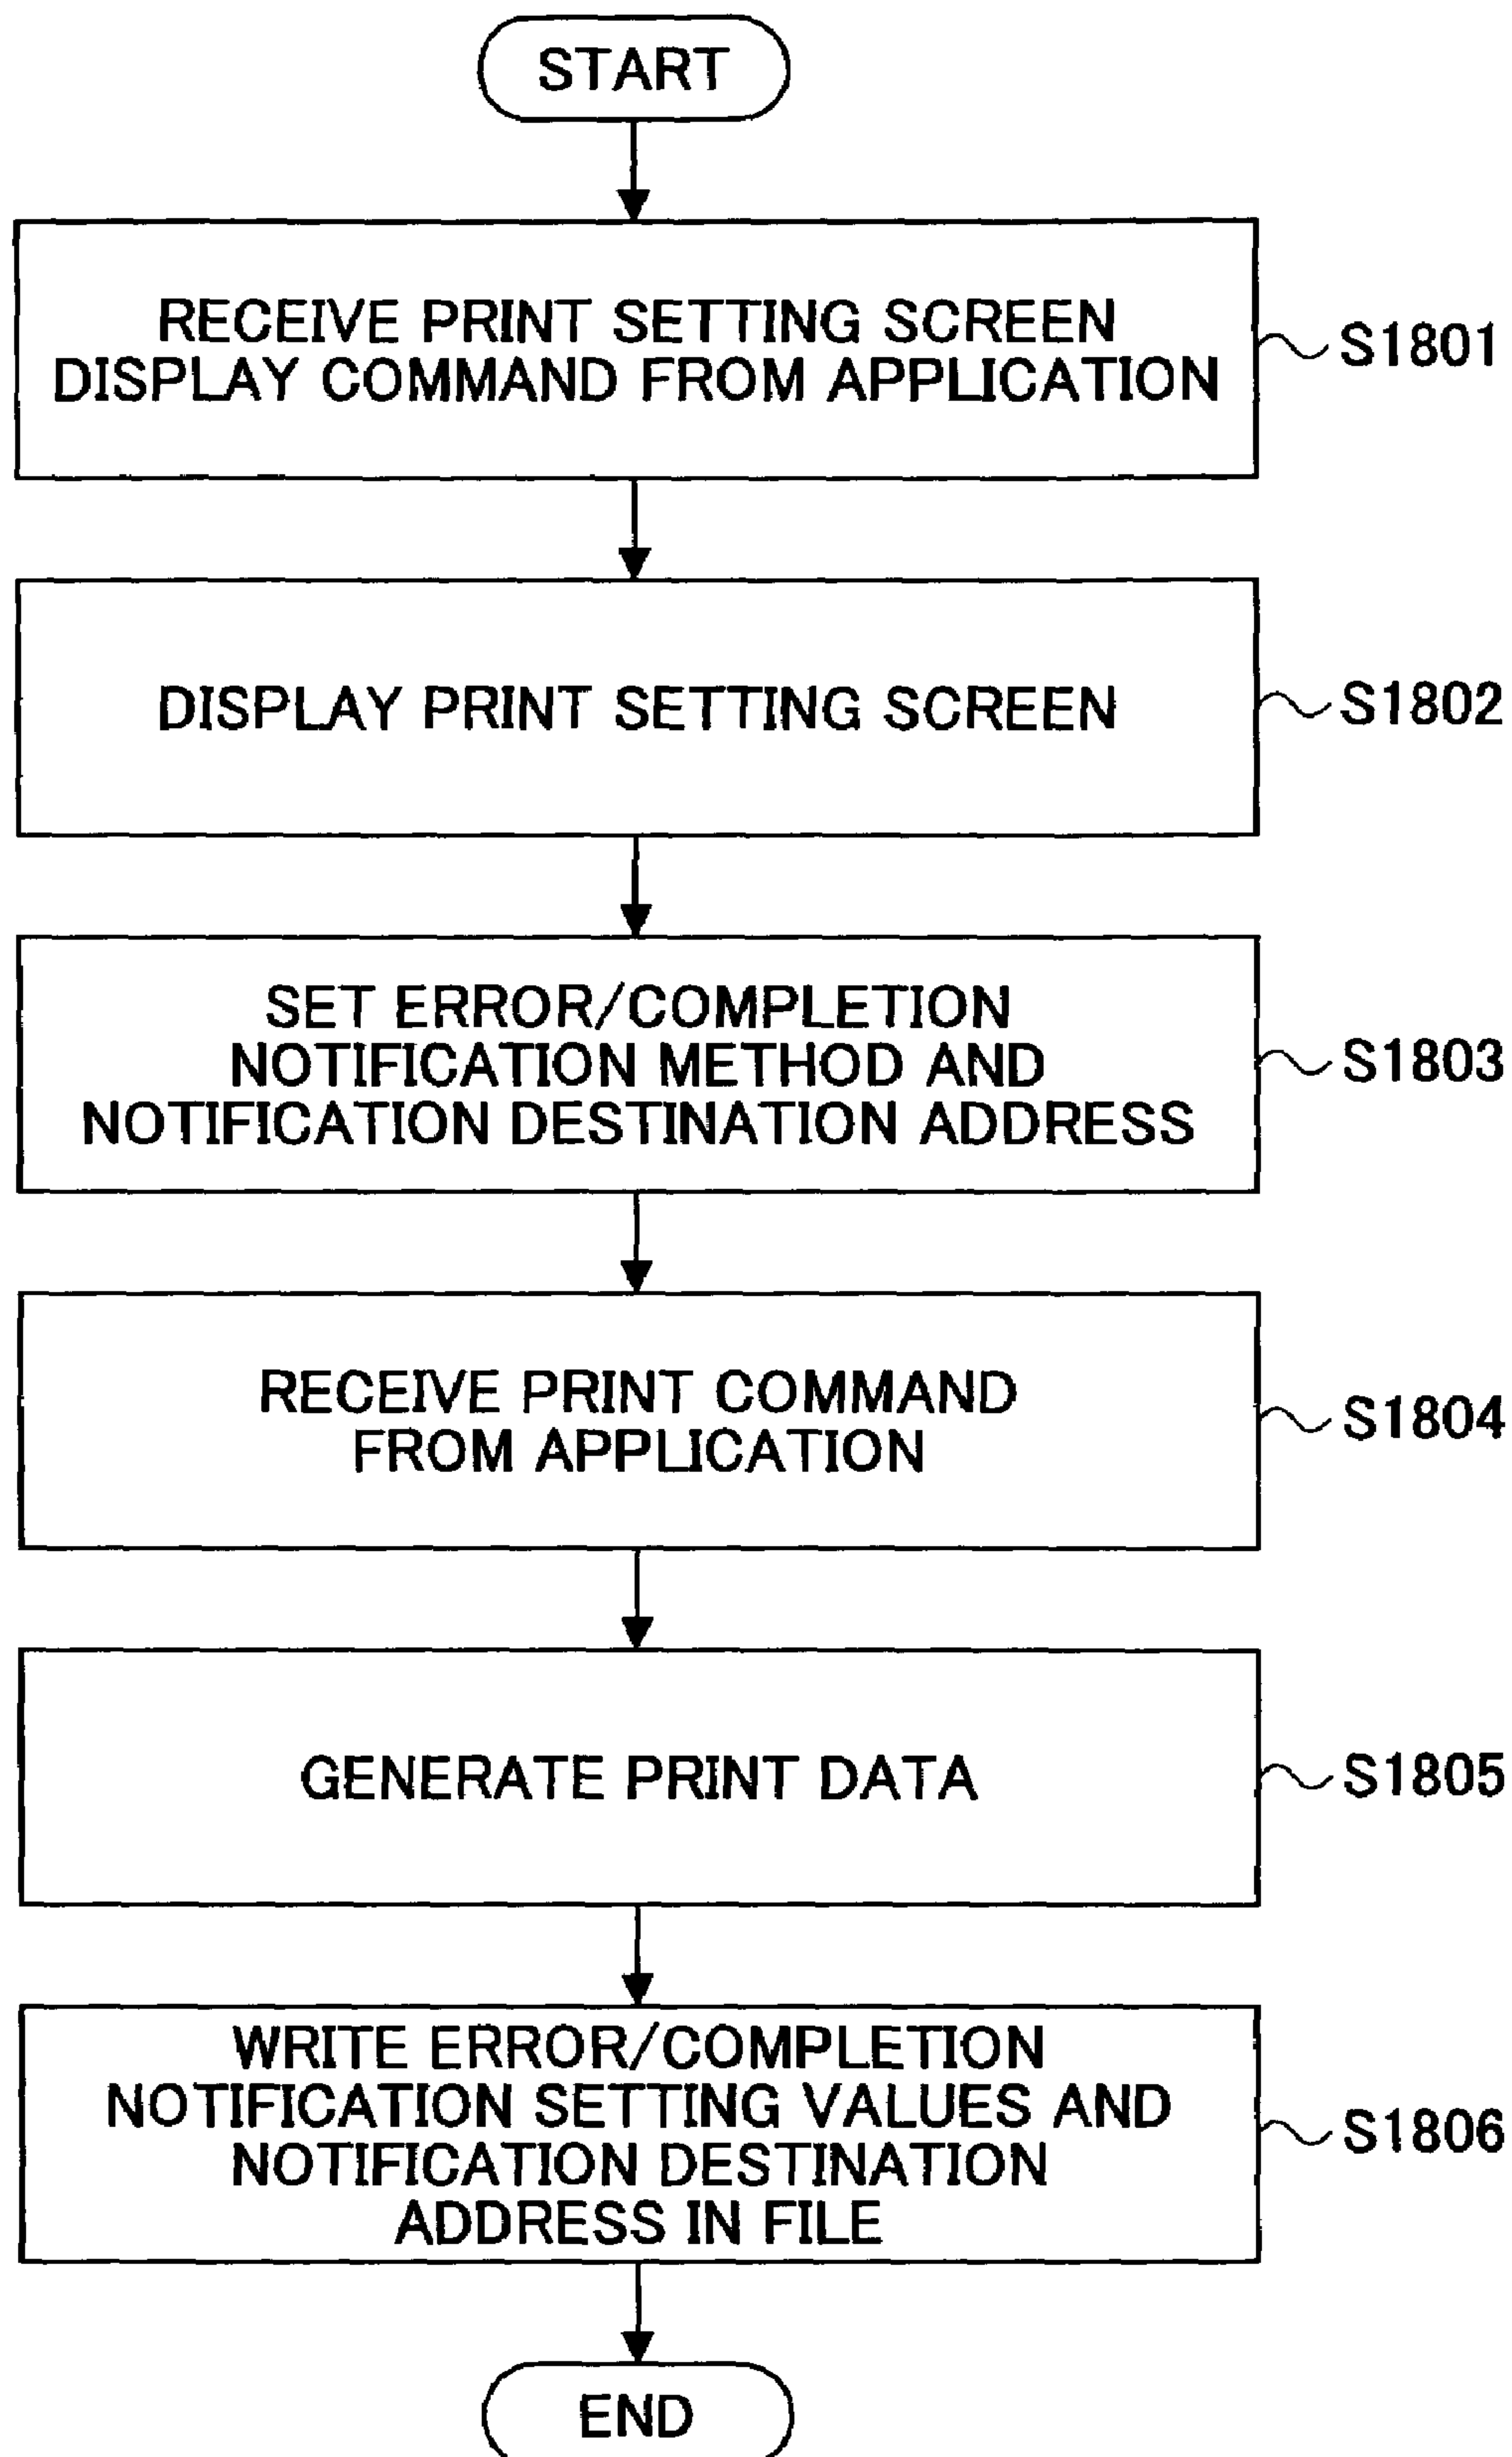 START
RECEIVE PRINT SETTING SCREEN
DISPLAY COMMAND FROM APPLICATION
S1801
DISPLAY PRINT SETTING SCREEN
S1802
SET ERROR/COMPLETION
NOTIFICATION METHOD AND
NOTIFICATION DESTINATION ADDRESS
S1803
RECEIVE PRINT COMMAND
FROM APPLICATION
S1804
GENERATE PRINT DATA
S1805
WRITE ERROR/COMPLETION
NOTIFICATION SETTING VALUES AND
NOTIFICATION DESTINATION
ADDRESS IN FILE
S1806
END